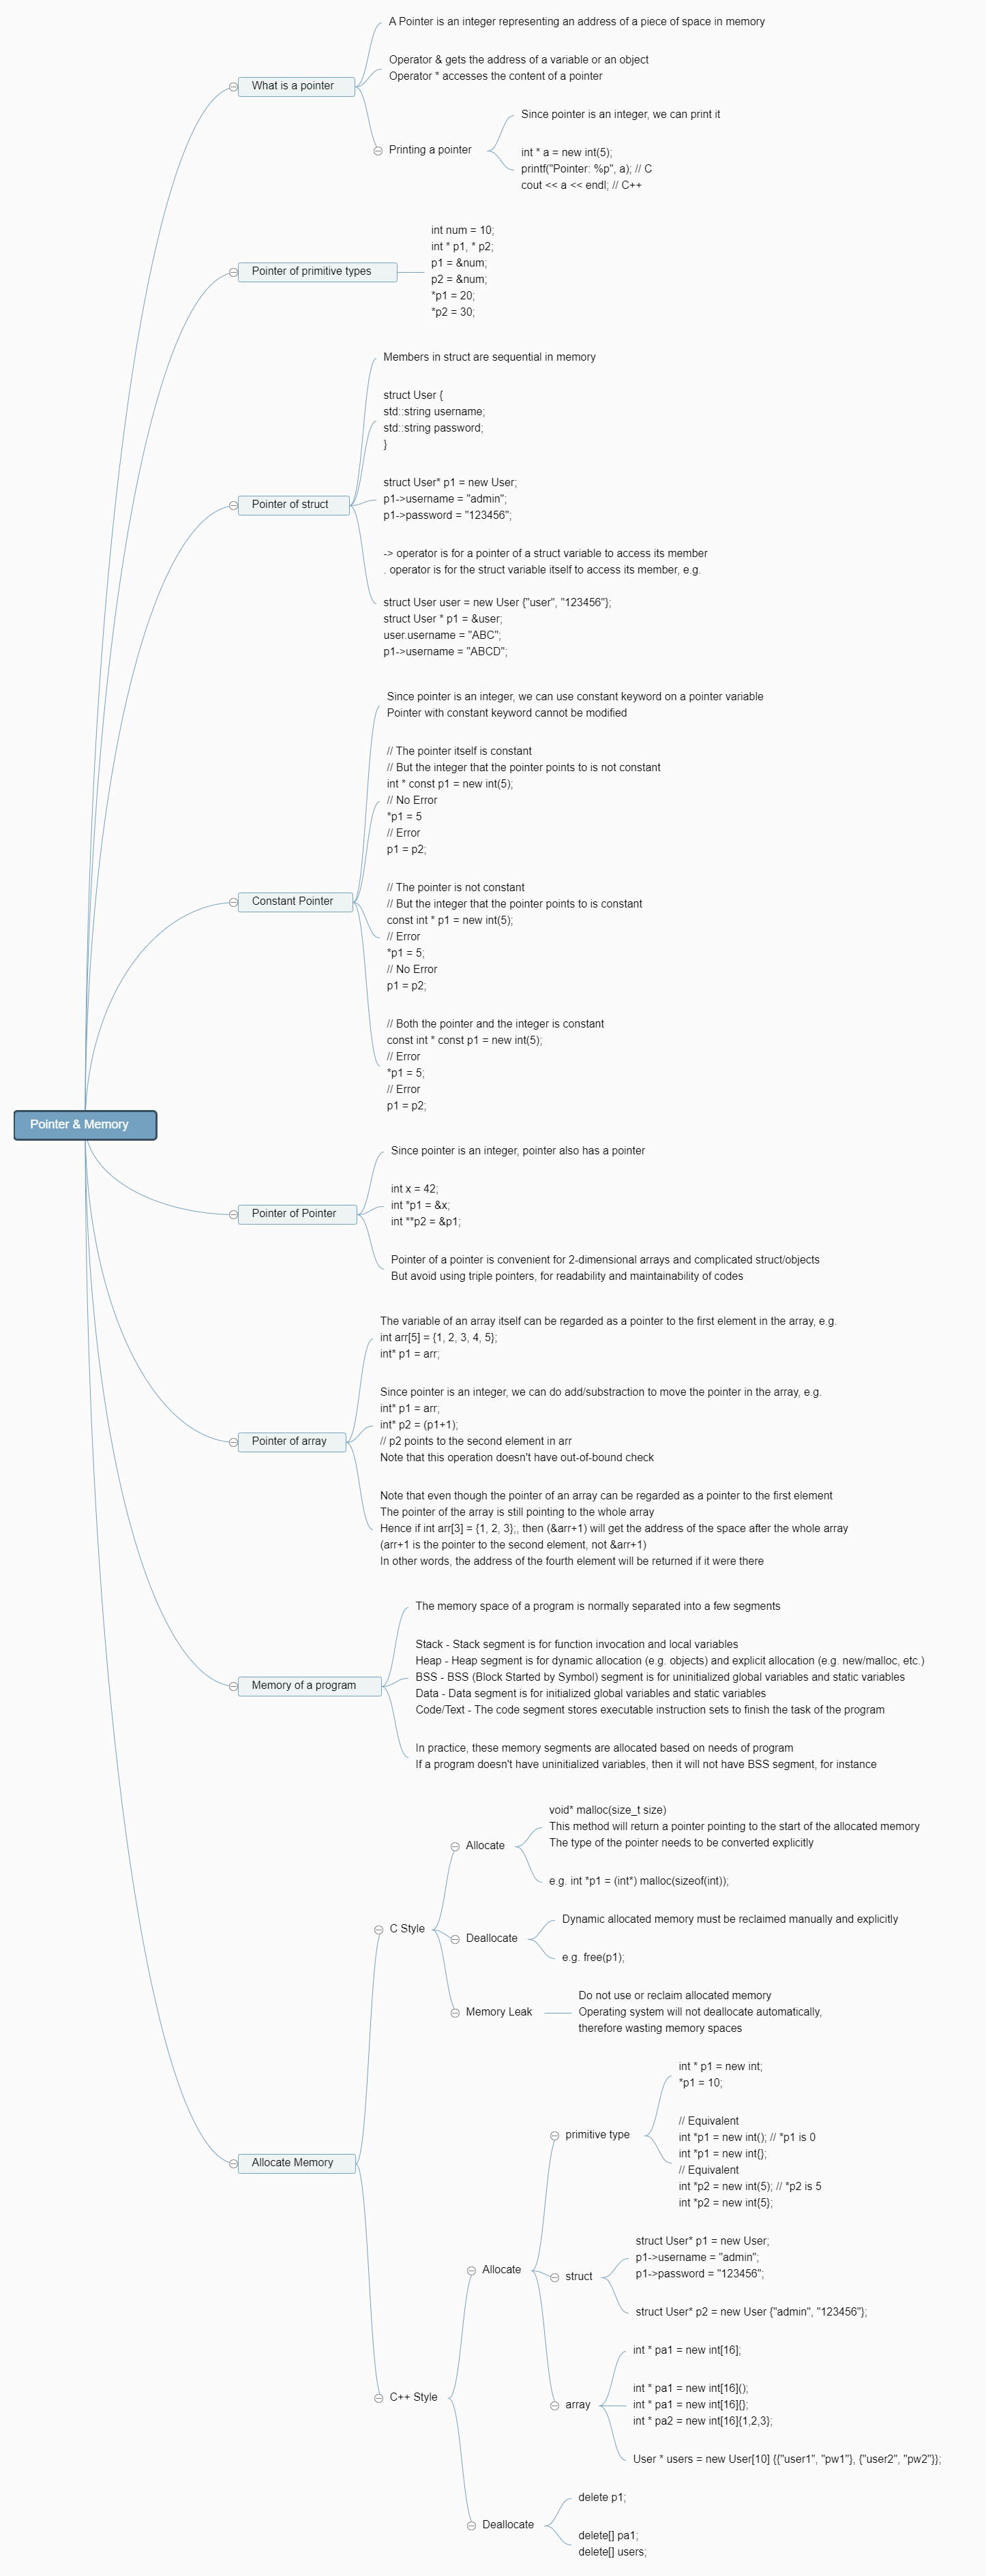 Pointer & Memory
What is a pointer
A Pointer is an integer representing an address of a piece of space in memory
Operator & gets the address of a variable or an object
Operator * accesses the content of a pointer
Printing a pointer
Since pointer is an integer, we can print it
int * a = new int(5);
printf("Pointer: %p", a); // C
cout << a << endl; // C++
Pointer of primitive types
int num = 10;
int * p1, * p2;
p1 = &num;
p2 = &num;
*p1 = 20;
*p2 = 30;
Pointer of struct
Members in struct are sequential in memory
struct User {
std::string username;
std::string password;
}
struct User* p1 = new User;
p1->username = "admin";
p1->password = "123456";
-> operator is for a pointer of a struct variable to access its member
. operator is for the struct variable itself to access its member, e.g.
struct User user = new User {"user", "123456"};
struct User * p1 = &user;
user.username = "ABC";
p1->username = "ABCD";
Constant Pointer
Since pointer is an integer, we can use constant keyword on a pointer variable
Pointer with constant keyword cannot be modified
// The pointer itself is constant
// But the integer that the pointer points to is not constant
int * const p1 = new int(5);
// No Error
*p1 = 5
// Error
p1 = p2;
// The pointer is not constant
// But the integer that the pointer points to is constant
const int * p1 = new int(5);
// Error
*p1 = 5;
// No Error
p1 = p2;
// Both the pointer and the integer is constant
const int * const p1 = new int(5);
// Error
*p1 = 5;
// Error
p1 = p2;
Pointer of Pointer
Since pointer is an integer, pointer also has a pointer
int x = 42;
int *p1 = &x;
int **p2 = &p1;
Pointer of a pointer is convenient for 2-dimensional arrays and complicated struct/objects
But avoid using triple pointers, for readability and maintainability of codes
Pointer of array
The variable of an array itself can be regarded as a pointer to the first element in the array, e.g.
int arr[5] = {1, 2, 3, 4, 5};
int* p1 = arr;
Since pointer is an integer, we can do add/substraction to move the pointer in the array, e.g.
int* p1 = arr;
int* p2 = (p1+1);
// p2 points to the second element in arr
Note that this operation doesn't have out-of-bound check
Note that even though the pointer of an array can be regarded as a pointer to the first element
The pointer of the array is still pointing to the whole array
Hence if int arr[3] = {1, 2, 3};, then (&arr+1) will get the address of the space after the whole array
(arr+1 is the pointer to the second element, not &arr+1)
In other words, the address of the fourth element will be returned if it were there
Memory of a program
The memory space of a program is normally separated into a few segments
Stack - Stack segment is for function invocation and local variables
Heap - Heap segment is for dynamic allocation (e.g. objects) and explicit allocation (e.g. new/malloc, etc.)
BSS - BSS (Block Started by Symbol) segment is for uninitialized global variables and static variables
Data - Data segment is for initialized global variables and static variables
Code/Text - The code segment stores executable instruction sets to finish the task of the program
In practice, these memory segments are allocated based on needs of program
If a program doesn't have uninitialized variables, then it will not have BSS segment, for instance
Allocate Memory
C Style
Allocate
void* malloc(size_t size)
This method will return a pointer pointing to the start of the allocated memory
The type of the pointer needs to be converted explicitly
e.g. int *p1 = (int*) malloc(sizeof(int));
Deallocate
Dynamic allocated memory must be reclaimed manually and explicitly
e.g. free(p1);
Memory Leak
Do not use or reclaim allocated memory
Operating system will not deallocate automatically,
therefore wasting memory spaces
C++ Style
Allocate
primitive type
int * p1 = new int;
*p1 = 10;
// Equivalent
int *p1 = new int(); // *p1 is 0
int *p1 = new int{};
// Equivalent
int *p2 = new int(5); // *p2 is 5
int *p2 = new int{5};
struct
struct User* p1 = new User;
p1->username = "admin";
p1->password = "123456";
struct User* p2 = new User {"admin", "123456"};
array
int * pa1 = new int[16];
int * pa1 = new int[16]();
int * pa1 = new int[16]{};
int * pa2 = new int[16]{1,2,3};
User * users = new User[10] {{"user1", "pw1"}, {"user2", "pw2"}};
Deallocate
delete p1;
delete[] pa1;
delete[] users;